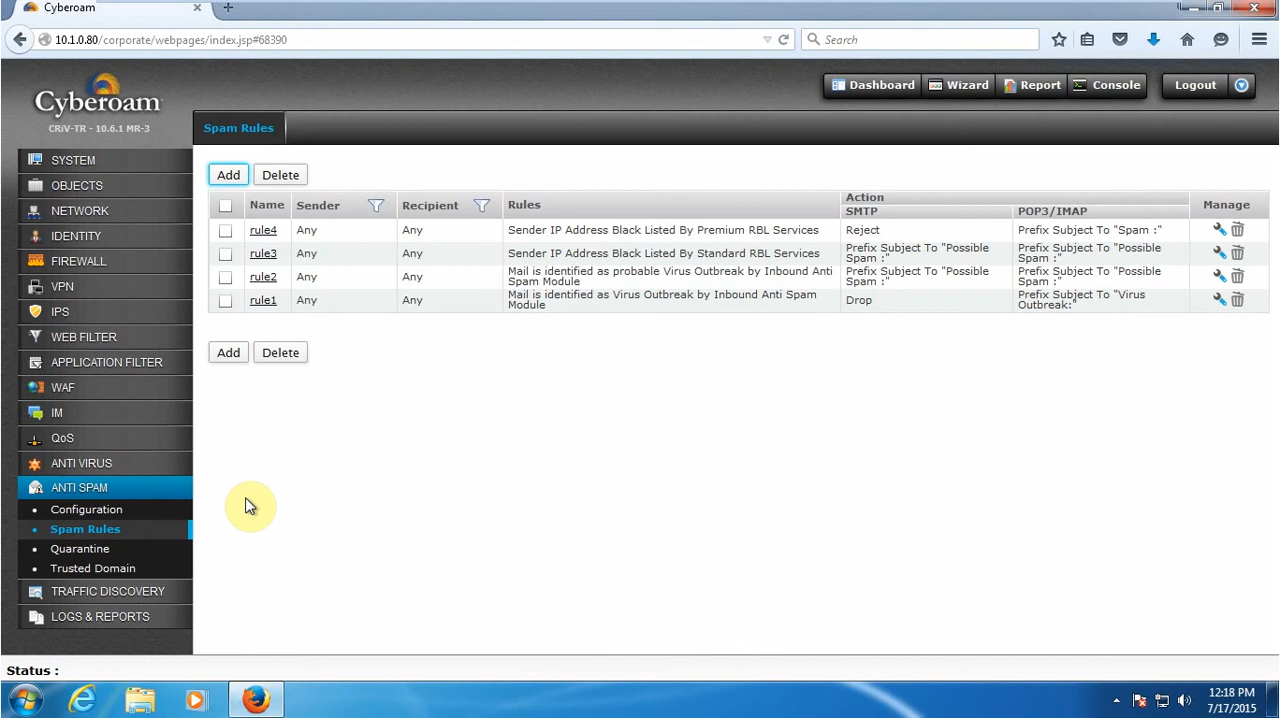 Cyberoam
10.1.0.80/corporate/webpages/index.jsp#68390
Search
Cyberoam
CRiV-TR - 10.6.1 MR-3
Dashboard
Wizard
Report
Console
Logout
Spam Rules
SYSTEM
OBJECTS
NETWORK
IDENTITY
FIREWALL
VPN
IPS
WEB FILTER
APPLICATION FILTER
WAF
IM
QoS
ANTI VIRUS
ANTI SPAM
Configuration
Spam Rules
Quarantine
Trusted Domain
TRAFFIC DISCOVERY
LOGS & REPORTS
Add
Delete
Name
Sender
Recipient
Rules
Action
SMTP
POP3/IMAP
Manage
rule4
Any
Any
Sender IP Address Black Listed By Premium RBL Services
Reject
Prefix Subject To "Spam :"
rule3
Any
Any
Sender IP Address Black Listed By Standard RBL Services
Prefix Subject To "Possible
Spam :"
Prefix Subject To "Possible
Spam :"
rule2
Any
Any
Mail is identified as probable Virus Outbreak by Inbound Anti
Spam Module
Prefix Subject To "Possible
Spam :"
Prefix Subject To "Possible
Spam :"
rule1
Any
Any
Mail is identified as Virus Outbreak by Inbound Anti Spam
Module
Drop
Prefix Subject To "Virus
Outbreak:"
Add
Delete
Status :
12:18 PM
7/17/2015